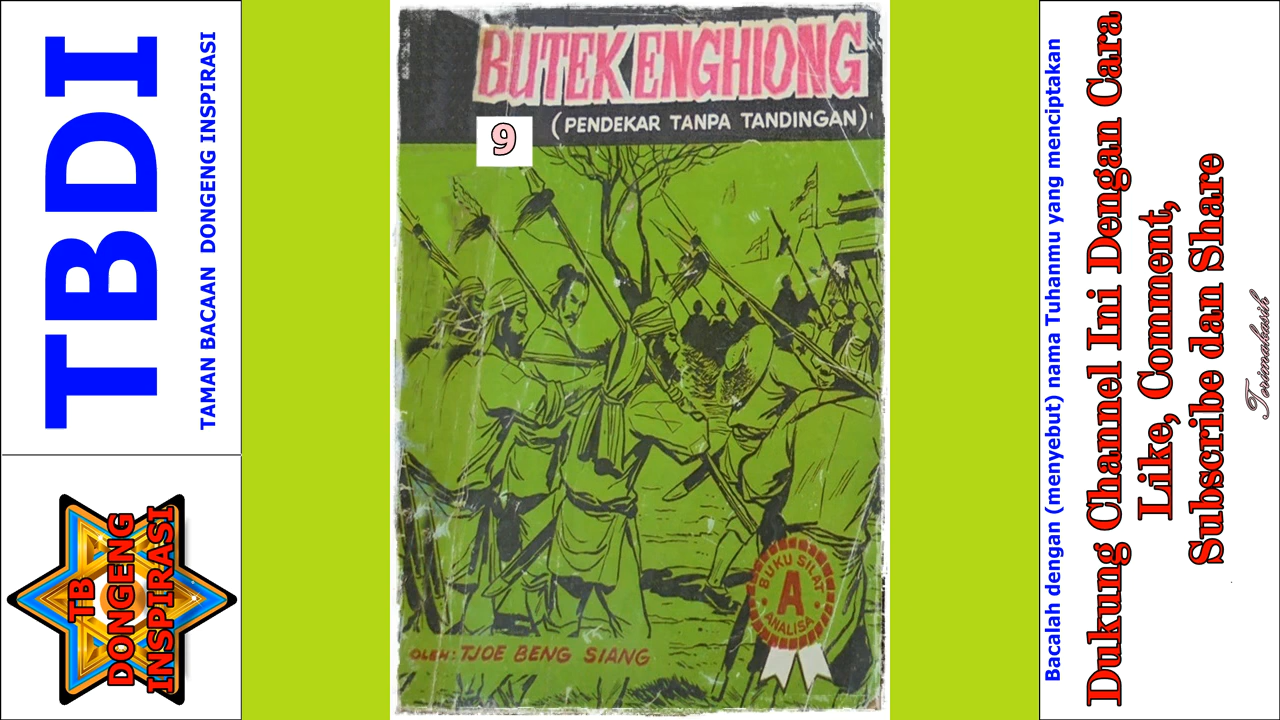 TBDI
TAMAN BACAAN DONGENG INSPIRASI
TB
DONGENG
INSPIRASI
BUTEK ENGHIONG
(PENDEKAR TANPA TANDINGAN)
9
BUKU SILAT
A
ANALISA
OLEH: TJOE BENG SIANG
Bacalah dengan (menyebut) nama Tuhanmu yang menciptakan
Dukung Channel Ini Dengan Cara
Like, Comment,
Subscribe dan Share
Terimakasih